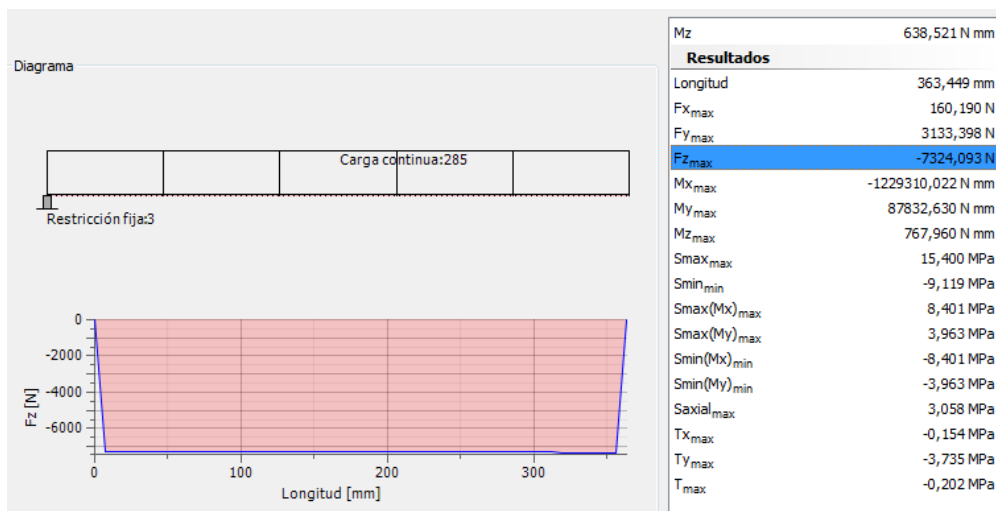 Diagrama
Carga continua:285
Restricción fija:3
0
-2000
-4000
-6000
Fz [N]
0 100 200 300
Longitud [mm]
Mz 638,521 N mm
Resultados
Longitud 363,449 mm
Fxmax 160,190 N
Fymax 3133,398 N
Fzmax -7324,093 N
Mxmax -1229310,022 N mm
Mymax 87832,630 N mm
Mzmax 767,960 N mm
Smaxmax 15,400 MPa
Sminmin -9,119 MPa
Smax(Mx)max 8,401 MPa
Smax(My)max 3,963 MPa
Smin(Mx)min -8,401 MPa
Smin(My)min -3,963 MPa
Saxialmax 3,058 MPa
Txmax -0,154 MPa
Tymax -3,735 MPa
Tmax -0,202 MPa